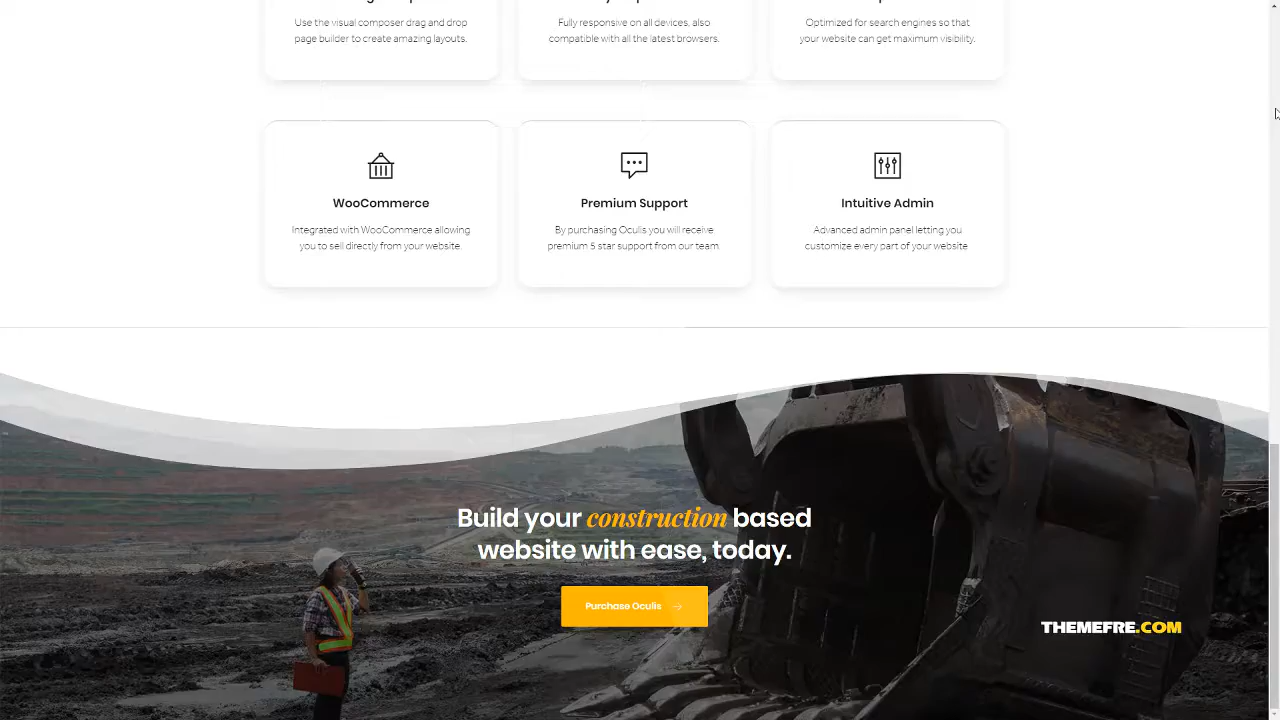 Use the visual composer drag and drop
page builder to create amazing layouts.
Fully responsive on all devices, also
compatible with all the latest browsers.
Optimized for search engines so that
your website can get maximum visibility.
WooCommerce
Integrated with WooCommerce allowing
you to sell directly from your website
Premium Support
By purchasing Oculis you will receive
premium 5 star support from our team.
Intuitive Admin
Advanced admin panel letting you
customize every part of your website
Build your construction based
website with ease, today.
Purchase Oculis
THEMEFRE.COM